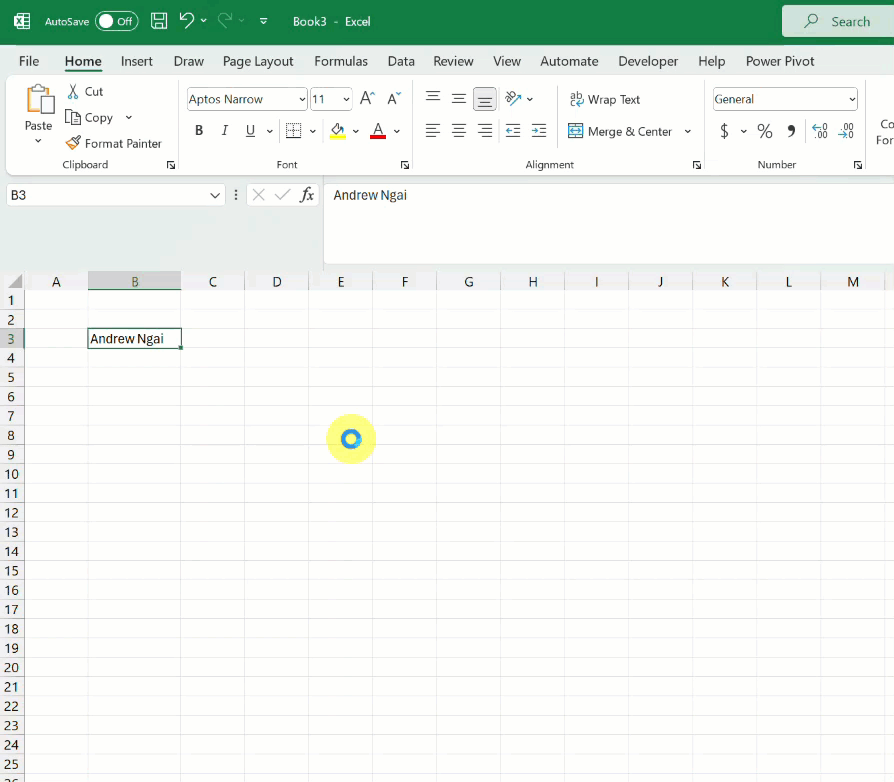 AutoSave Off Book3 - Excel Search
File Home Insert Draw Page Layout Formulas Data Review View Automate Developer Help Power Pivot
Paste
Cut
Copy
Format Painter
Clipboard
Aptos Narrow 11 A A
B I U A
Font
ab Wrap Text
Merge & Center
Alignment
General
$ % 9 .00 .00
Number
Co
For
B3 fx Andrew Ngai
A B C D E F G H I J K L M
1
2
3 Andrew Ngai
4
5
6
7
8
9
10
11
12
13
14
15
16
17
18
19
20
21
22
23
24
25